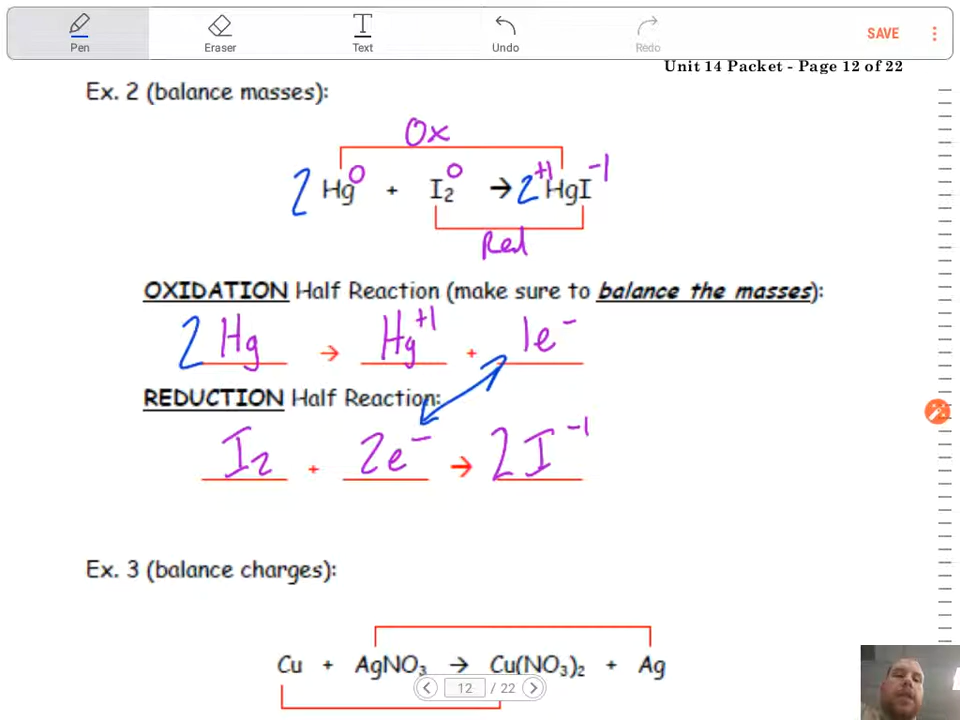 Pen Eraser Text Undo Redo SAVE
Unit 14 Packet - Page 12 of 22
Ex. 2 (balance masses):
Ox
2 Hg⁰ + I₂⁰ → 2 ⁺¹HgI⁻¹
Red
OXIDATION Half Reaction (make sure to balance the masses):
2 Hg → Hg⁺¹ + 1e⁻
REDUCTION Half Reaction:
I₂ + 2e⁻ → 2I⁻¹
Ex. 3 (balance charges):
Cu + AgNO₃ → Cu(NO₃)₂ + Ag
12 / 22